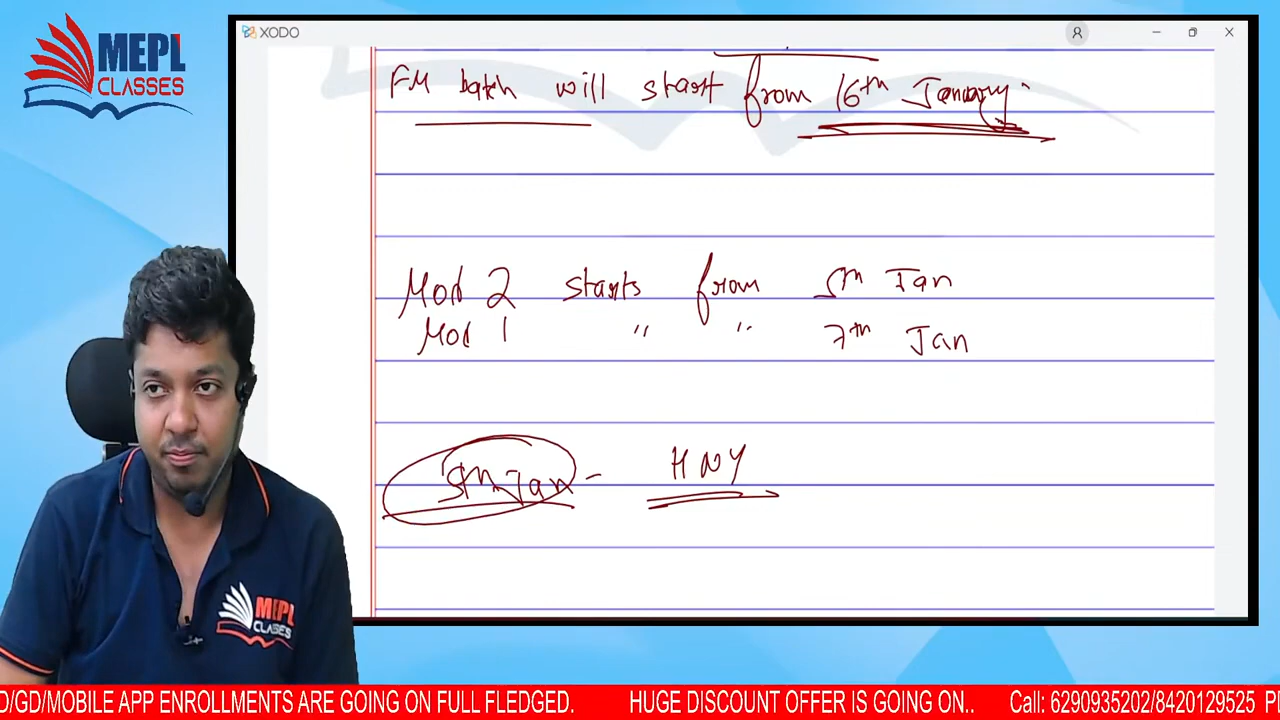 MEPL
CLASSES
XODO
FM batch will start from 16th January.
Mod 2 starts from 5th Jan
Mod 1 " " 7th Jan
5th Jan - HNY
MEPL
CLASSES
D/GD/MOBILE APP ENROLLMENTS ARE GOING ON FULL FLEDGED. HUGE DISCOUNT OFFER IS GOING ON.. Call: 6290935202/8420129525 PL